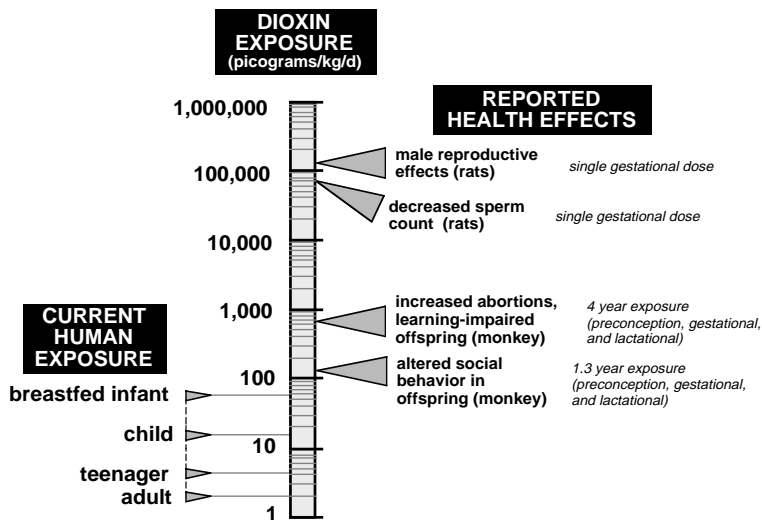 DIOXIN
EXPOSURE
(picograms/kg/d)
1,000,000
100,000
10,000
1,000
100
10
1
REPORTED
HEALTH EFFECTS
male reproductive
effects (rats)
single gestational dose
decreased sperm
count (rats)
single gestational dose
increased abortions,
learning-impaired
offspring (monkey)
4 year exposure
(preconception, gestational,
and lactational)
altered social
behavior in
offspring (monkey)
1.3 year exposure
(preconception, gestational,
and lactational)
CURRENT
HUMAN
EXPOSURE
breastfed infant
child
teenager
adult